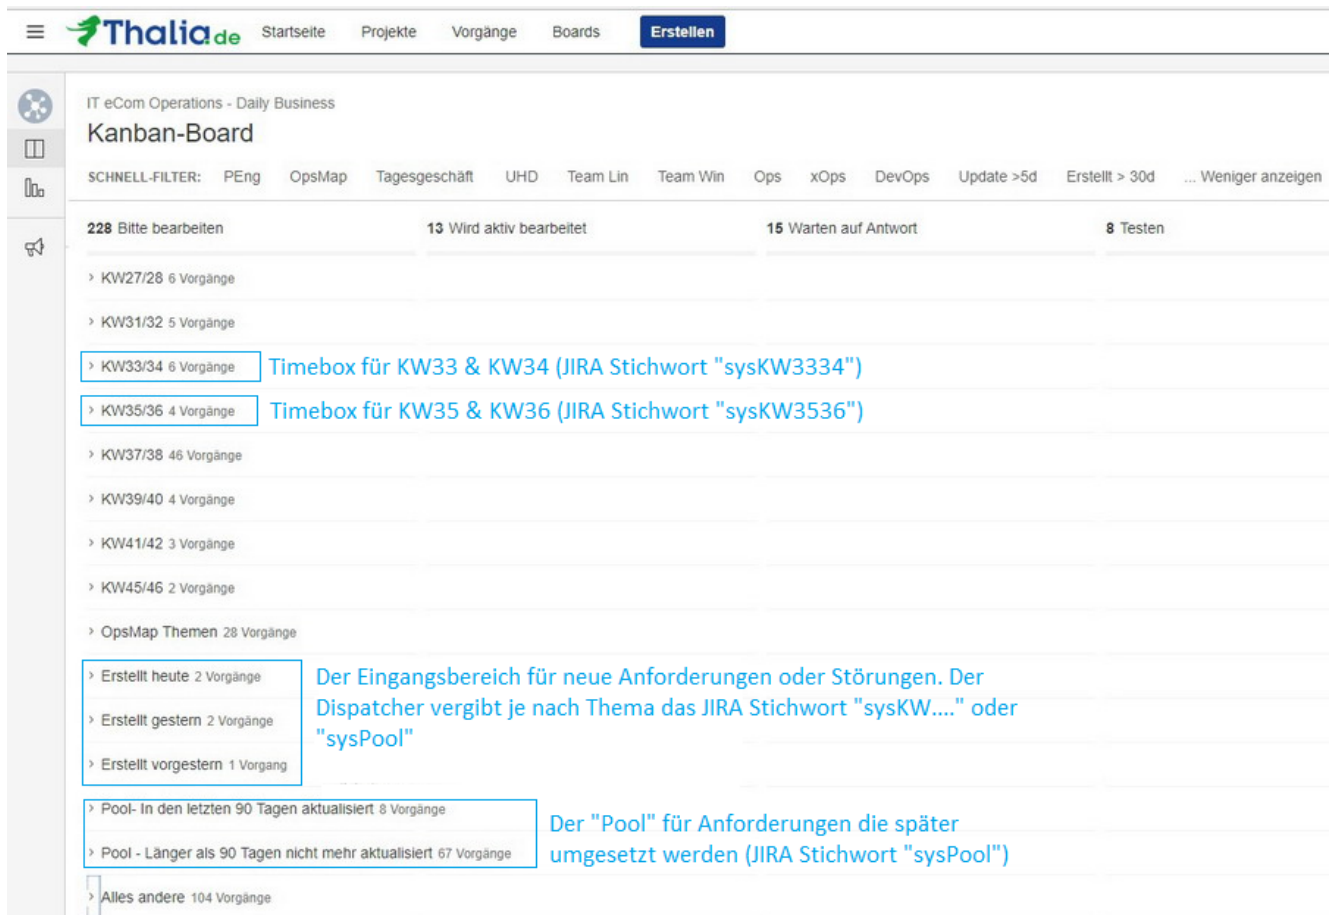 Thalia.de Startseite Projekte Vorgänge Boards Erstellen
IT eCom Operations - Daily Business
Kanban-Board
SCHNELL-FILTER: PEng OpsMap Tagesgeschäft UHD Team Lin Team Win Ops xOps DevOps Update >5d Erstellt > 30d ... Weniger anzeigen
228 Bitte bearbeiten 13 Wird aktiv bearbeitet 15 Warten auf Antwort 8 Testen
KW27/28 6 Vorgänge
KW31/32 5 Vorgänge
KW33/34 6 Vorgänge Timebox für KW33 & KW34 (JIRA Stichwort "sysKW3334")
KW35/36 4 Vorgänge Timebox für KW35 & KW36 (JIRA Stichwort "sysKW3536")
KW37/38 46 Vorgänge
KW39/40 4 Vorgänge
KW41/42 3 Vorgänge
KW45/46 2 Vorgänge
OpsMap Themen 28 Vorgänge
Erstellt heute 2 Vorgänge
Erstellt gestern 2 Vorgänge
Erstellt vorgestern 1 Vorgang
Der Eingangsbereich für neue Anforderungen oder Störungen. Der
Dispatcher vergibt je nach Thema das JIRA Stichwort "sysKW...." oder
"sysPool"
Pool- In den letzten 90 Tagen aktualisiert 8 Vorgänge
Pool - Länger als 90 Tagen nicht mehr aktualisiert 67 Vorgänge
Der "Pool" für Anforderungen die später
umgesetzt werden (JIRA Stichwort "sysPool")
Alles andere 104 Vorgänge